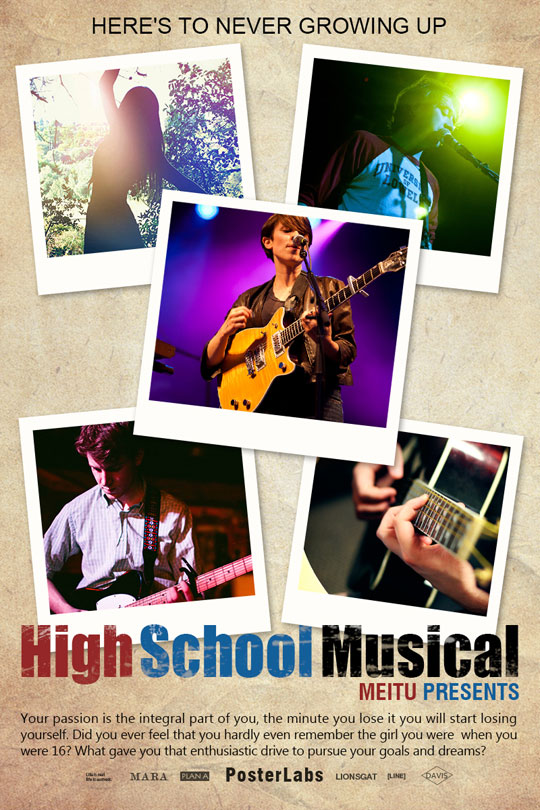 HERE'S TO NEVER GROWING UP
UNIVERSITY
OF
LOWELL
High School Musical
MEITU PRESENTS
Your passion is the integral part of you, the minute you lose it you will start losing
yourself. Did you ever feel that you hardly even remember the girl you were when you
were 16? What gave you that enthusiastic drive to pursue your goals and dreams?
MARA PLAN A PosterLabs LIONSGAT [LINE] DAVIS